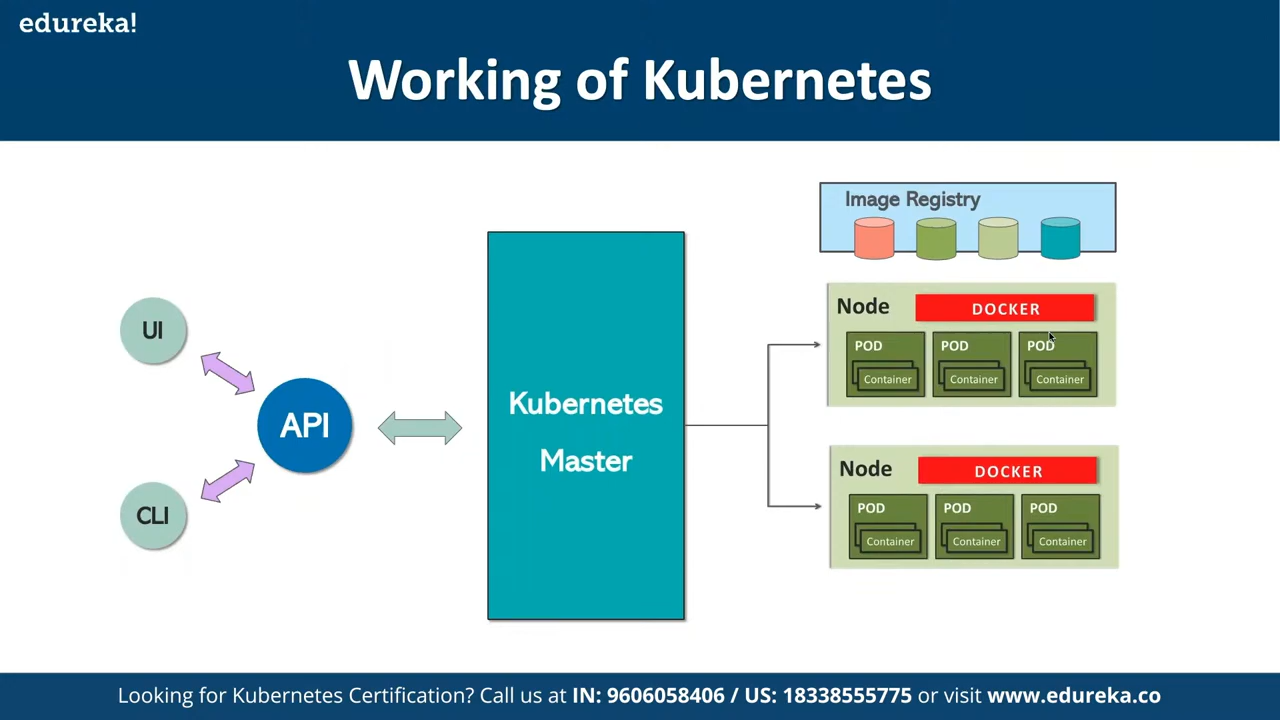 edureka!
Working of Kubernetes
Image Registry
UI
API
CLI
Kubernetes
Master
Node
DOCKER
POD
POD
POD
Container
Container
Container
Node
DOCKER
POD
POD
POD
Container
Container
Container
Looking for Kubernetes Certification? Call us at IN: 9606058406 / US: 18338555775 or visit www.edureka.co